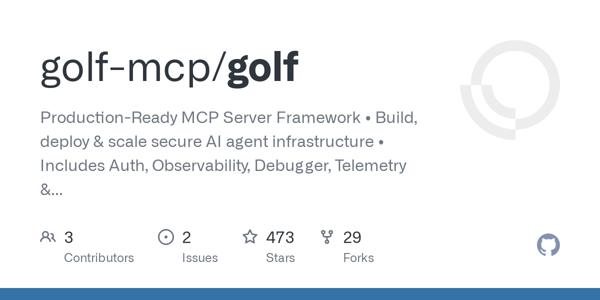 golf-mcp/golf
Production-Ready MCP Server Framework • Build,
deploy & scale secure AI agent infrastructure •
Includes Auth, Observability, Debugger, Telemetry
&...
3
Contributors
2
Issues
473
Stars
29
Forks